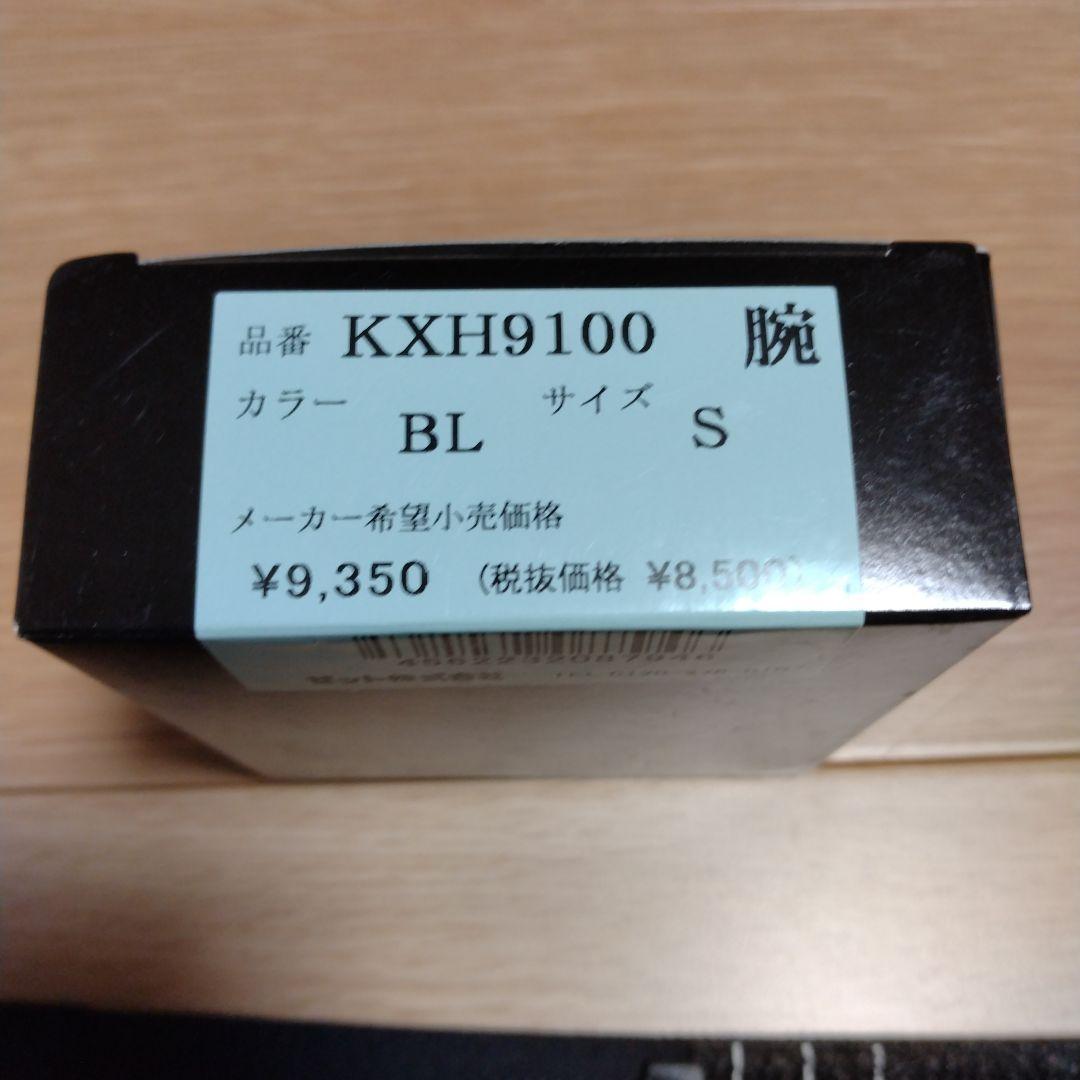 品番 KXH9100 腕
カラー サイズ
BL S
メーカー希望小売価格
¥9,350 (税抜価格 ¥8,500)
4562232087946